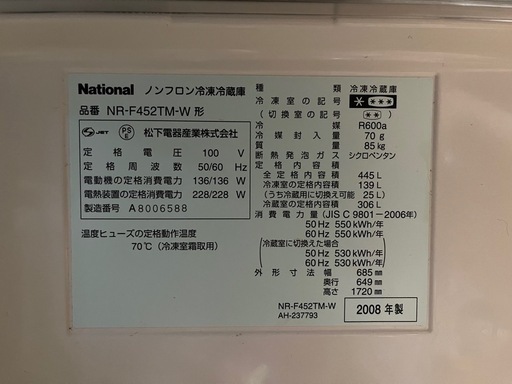 National ノンフロン冷凍冷蔵庫
品番 NR-F452TM-W 形
JET PSE 松下電器産業株式会社
定格電圧 100 V
定格周波数 50/60 Hz
電動機の定格消費電力 136/136 W
電熱装置の定格消費電力 228/228 W
製造番号 A8006588
温度ヒューズの定格動作温度
70℃(冷凍室霜取用)
種類 冷凍冷蔵庫
冷凍室の記号 * ***
(切換室の記号) **
冷媒 R600a
冷媒封入量 70 g
質量 85 kg
断熱発泡ガス シクロペンタン
全定格内容積 445 L
冷凍室の定格内容積 139 L
(うち冷蔵用に切換え可能 25 L)
冷蔵室の定格内容積 306 L
消費電力量(JIS C 9801-2006年)
50 Hz 550 kWh/年
60 Hz 550 kWh/年
(冷蔵室に切換えた場合)
50 Hz 530 kWh/年
60 Hz 530 kWh/年
外形寸法 幅 685 mm
奥行 649 mm
高さ 1720 mm
NR-F452TM-W
AH-237793
2008 年製